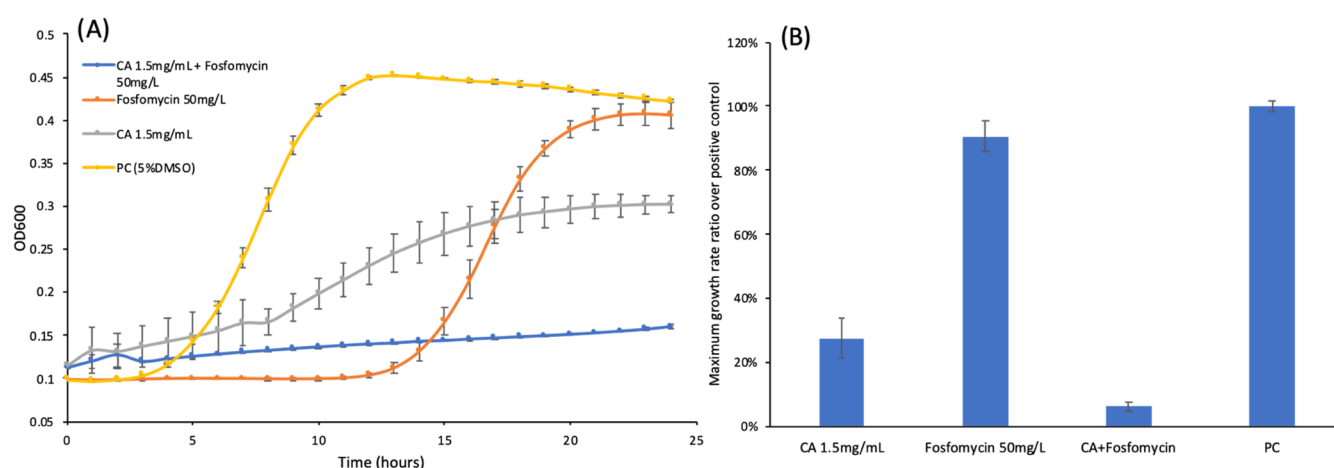 (A)
0.5
0.45
0.4
0.35
0.3
0.25
0.2
0.15
0.1
0.05
OD600
CA 1.5mg/mL+ Fosfomycin
50mg/L
Fosfomycin 50mg/L
CA 1.5mg/mL
PC (5%DMSO)
0
5
10
15
20
25
Time (hours)
(B)
120%
100%
80%
60%
40%
20%
0%
Maximum growth rate ratio over positive control
CA 1.5mg/mL
Fosfomycin 50mg/L
CA+Fosfomycin
PC